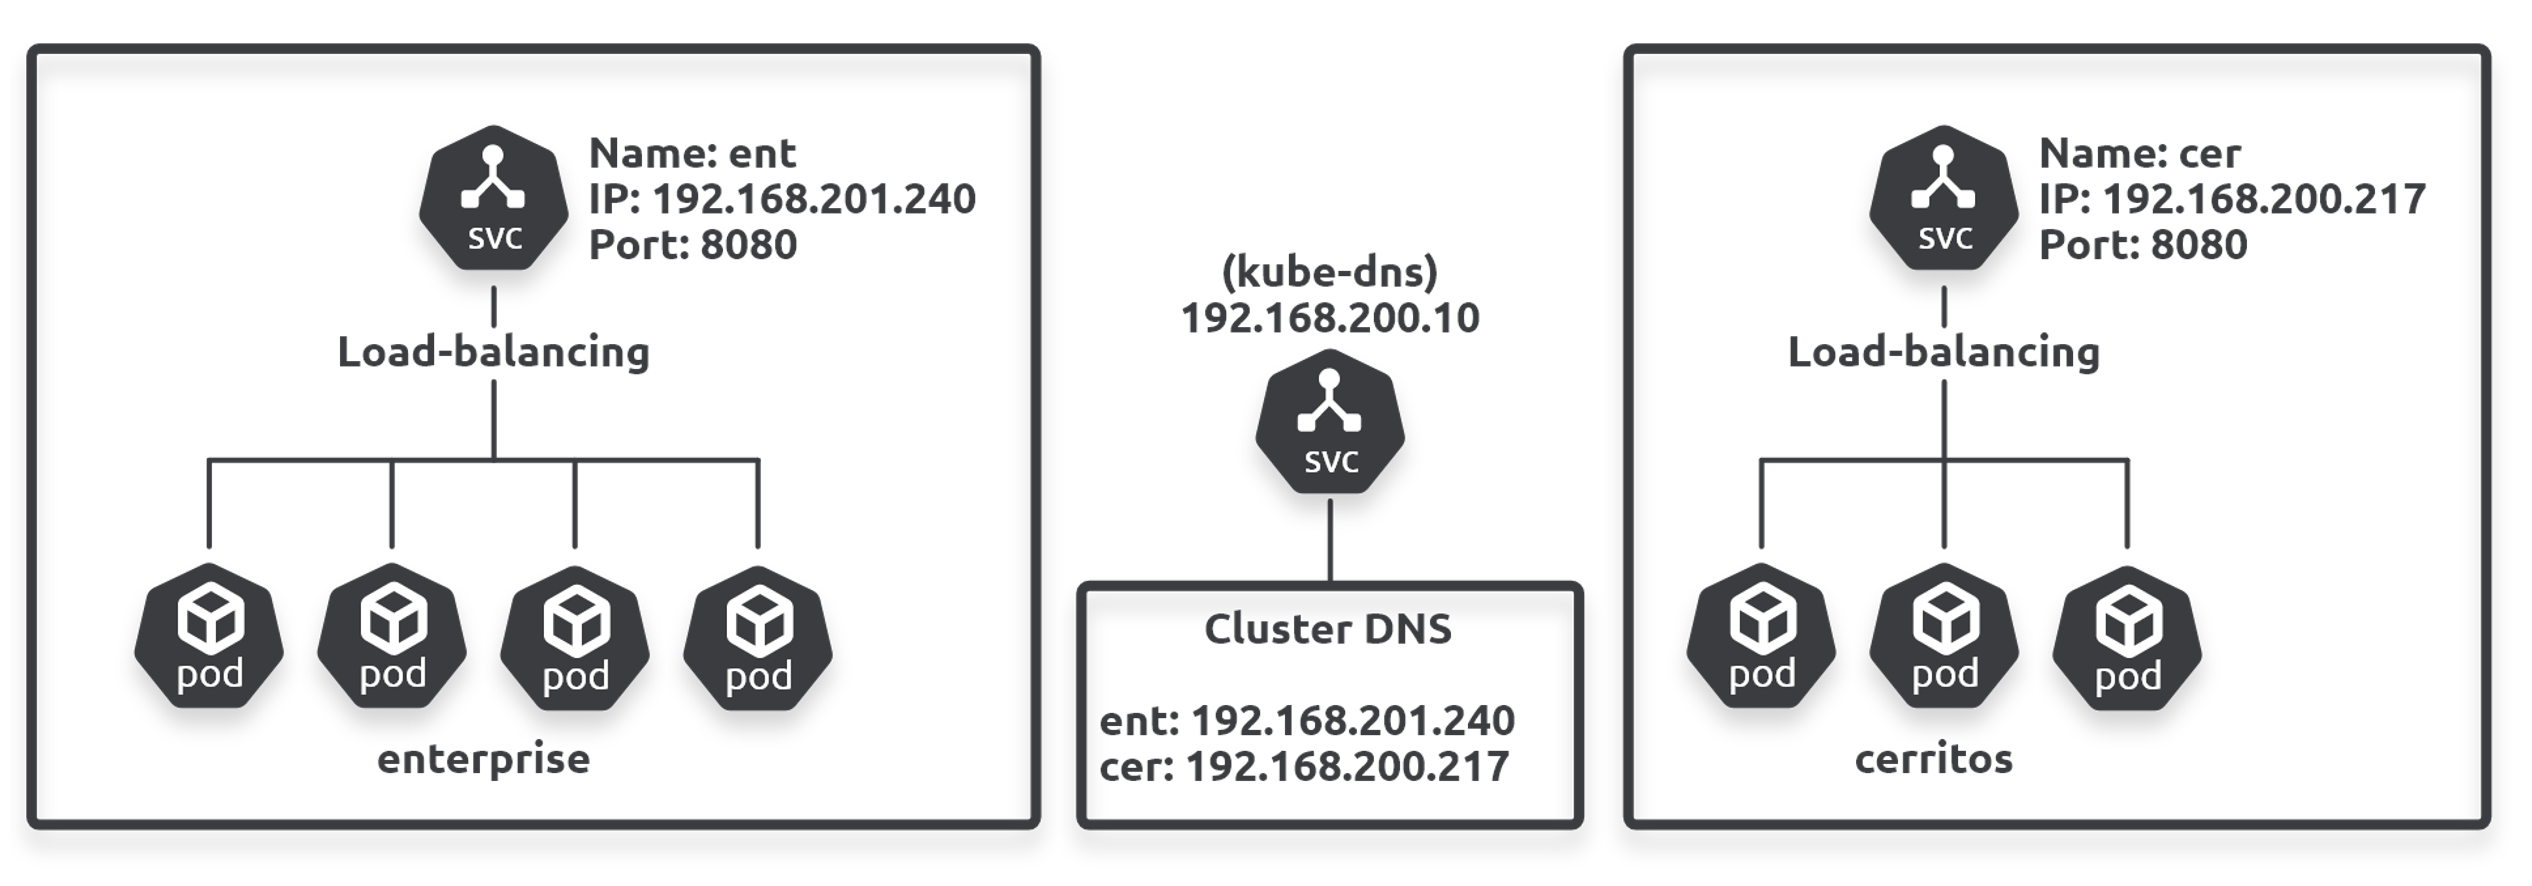 Name: ent
IP: 192.168.201.240
Port: 8080
svc
Load-balancing
pod
pod
pod
pod
enterprise
(kube-dns)
192.168.200.10
svc
Cluster DNS
ent: 192.168.201.240
cer: 192.168.200.217
Name: cer
IP: 192.168.200.217
Port: 8080
svc
Load-balancing
pod
pod
pod
cerritos